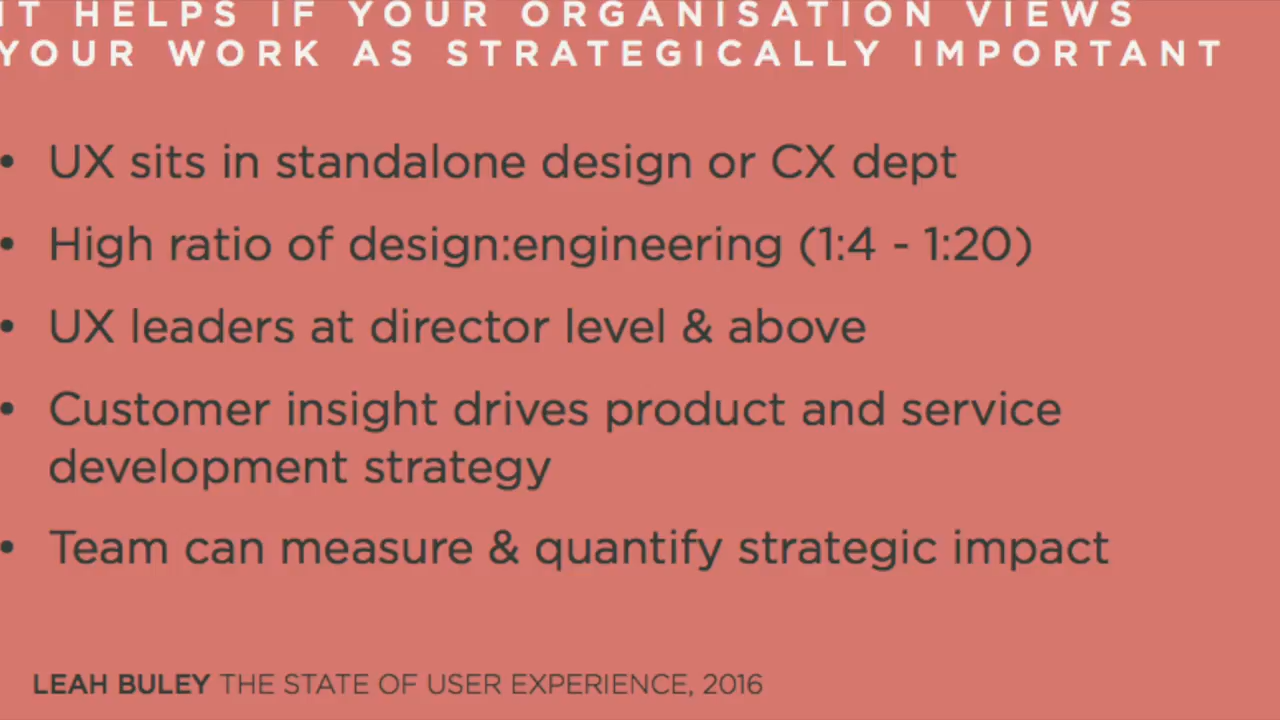 IT HELPS IF YOUR ORGANISATION VIEWS
YOUR WORK AS STRATEGICALLY IMPORTANT
• UX sits in standalone design or CX dept
• High ratio of design:engineering (1:4 - 1:20)
• UX leaders at director level & above
• Customer insight drives product and service
development strategy
• Team can measure & quantify strategic impact
LEAH BULEY THE STATE OF USER EXPERIENCE, 2016